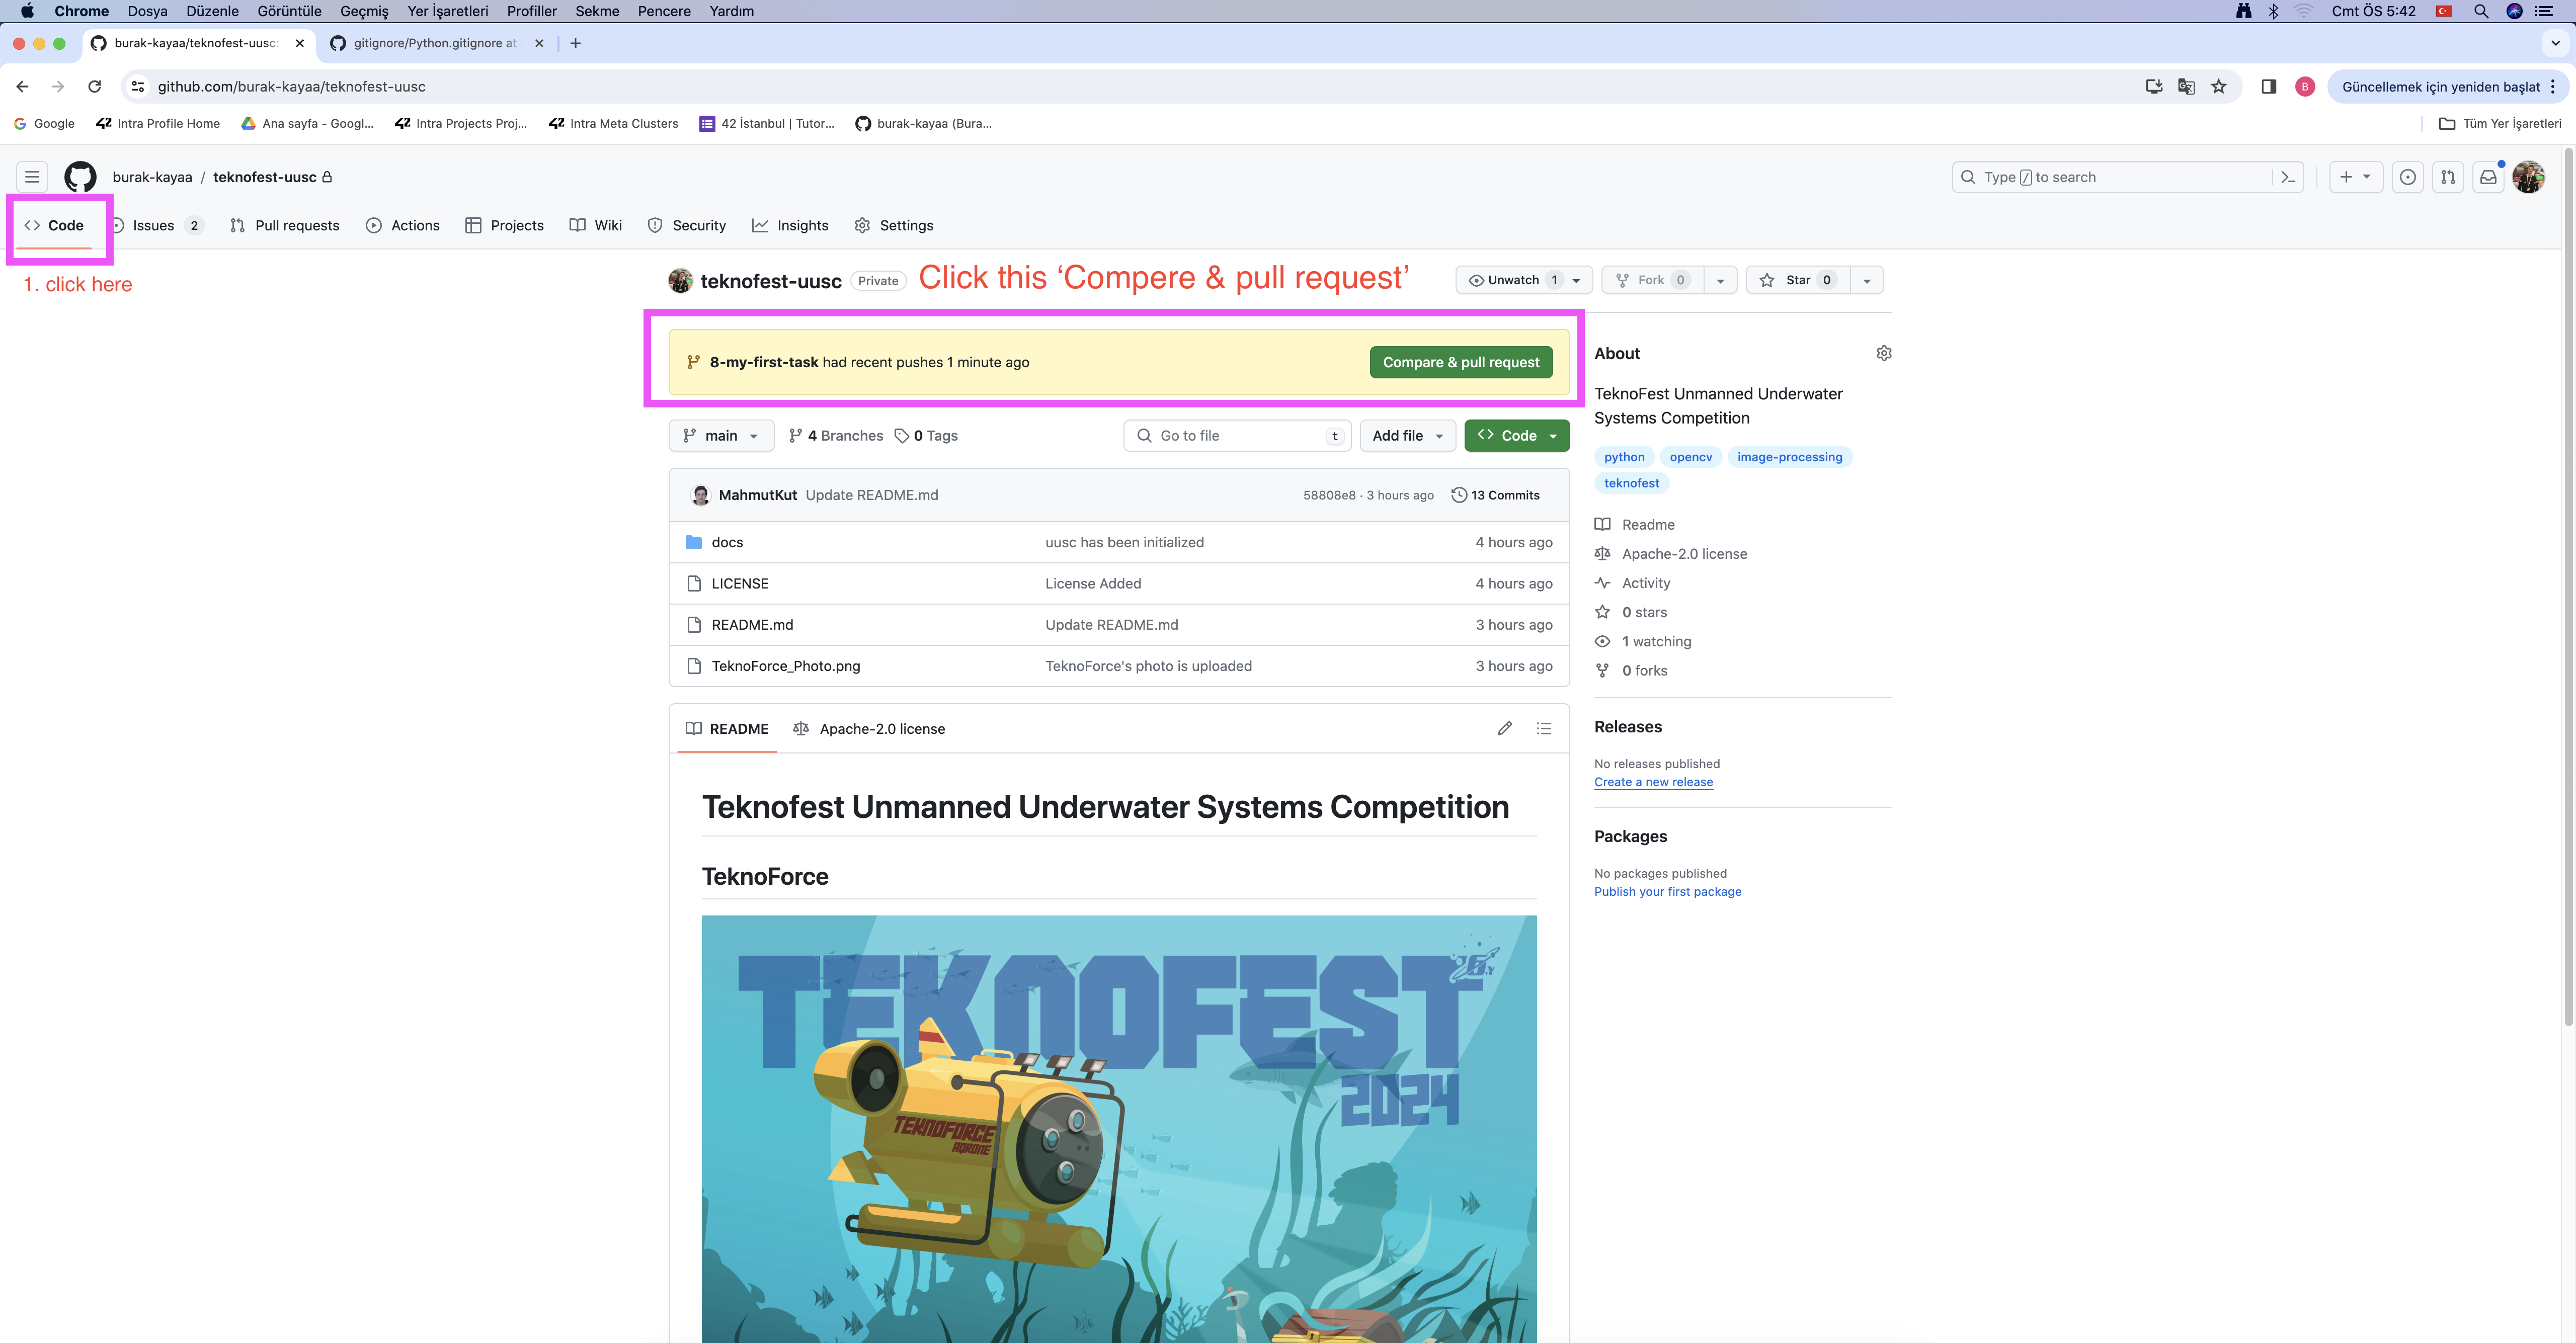 Chrome Dosya Düzenle Görüntüle Geçmiş Yer İşaretleri Profiller Sekme Pencere Yardım Cmt ÖS 5:42
burak-kayaa/teknofest-uusc: gitignore/Python.gitignore at
github.com/burak-kayaa/teknofest-uusc B Güncellemek için yeniden başlat
Google 42 Intra Profile Home Ana sayfa - Googl... 42 Intra Projects Proj... 42 Intra Meta Clusters 42 İstanbul | Tutor... burak-kayaa (Bura... Tüm Yer İşaretleri
burak-kayaa / teknofest-uusc Type / to search
Code Issues 2 Pull requests Actions Projects Wiki Security Insights Settings
1. click here
teknofest-uusc Private Click this ‘Compere & pull request’ Unwatch 1 Fork 0 Star 0
8-my-first-task had recent pushes 1 minute ago Compare & pull request
main 4 Branches 0 Tags Go to file t Add file Code
MahmutKut Update README.md 58808e8 · 3 hours ago 13 Commits
docs uusc has been initialized 4 hours ago
LICENSE License Added 4 hours ago
README.md Update README.md 3 hours ago
TeknoForce_Photo.png TeknoForce's photo is uploaded 3 hours ago
About
TeknoFest Unmanned Underwater
Systems Competition
python opencv image-processing
teknofest
Readme
Apache-2.0 license
Activity
0 stars
1 watching
0 forks
Releases
No releases published
Create a new release
Packages
No packages published
Publish your first package
README Apache-2.0 license
Teknofest Unmanned Underwater Systems Competition
TeknoForce
TEKNOFEST
2024
TEKNOFORCE